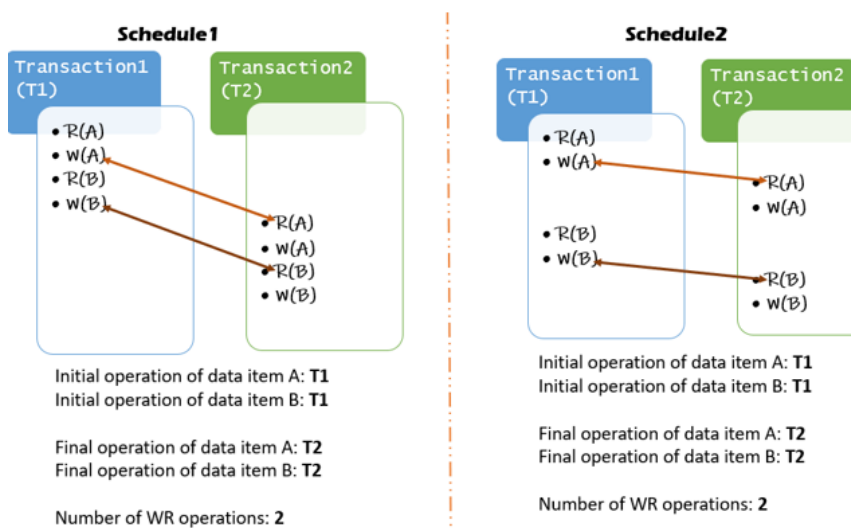 Schedule1
Transaction1
(T1)
Transaction2
(T2)
• R(A)
• W(A)
• R(B)
• W(B)
• R(A)
• W(A)
• R(B)
• W(B)
Initial operation of data item A: T1
Initial operation of data item B: T1
Final operation of data item A: T2
Final operation of data item B: T2
Number of WR operations: 2
Schedule2
Transaction1
(T1)
Transaction2
(T2)
• R(A)
• W(A)
• R(A)
• W(A)
• R(B)
• W(B)
• R(B)
• W(B)
Initial operation of data item A: T1
Initial operation of data item B: T1
Final operation of data item A: T2
Final operation of data item B: T2
Number of WR operations: 2